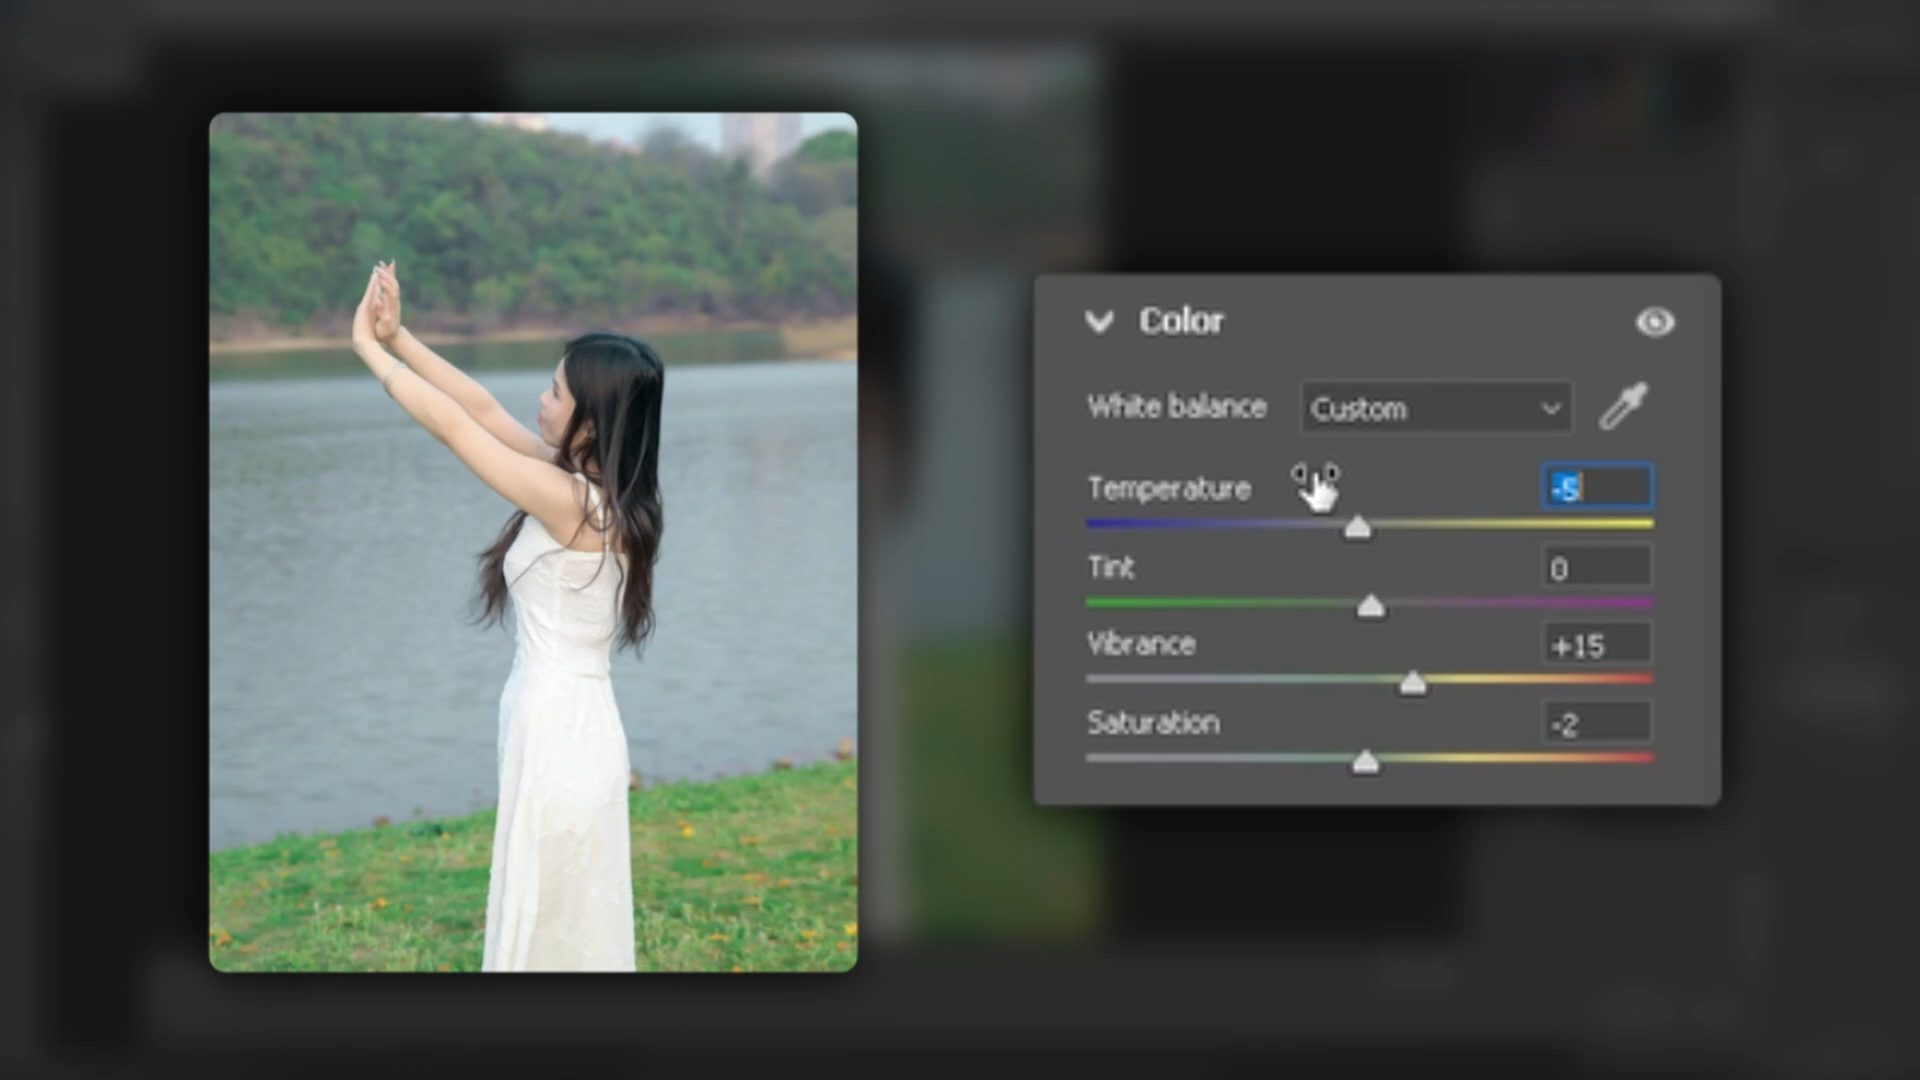 Color
White balance Custom
Temperature -5
Tint 0
Vibrance +15
Saturation -2